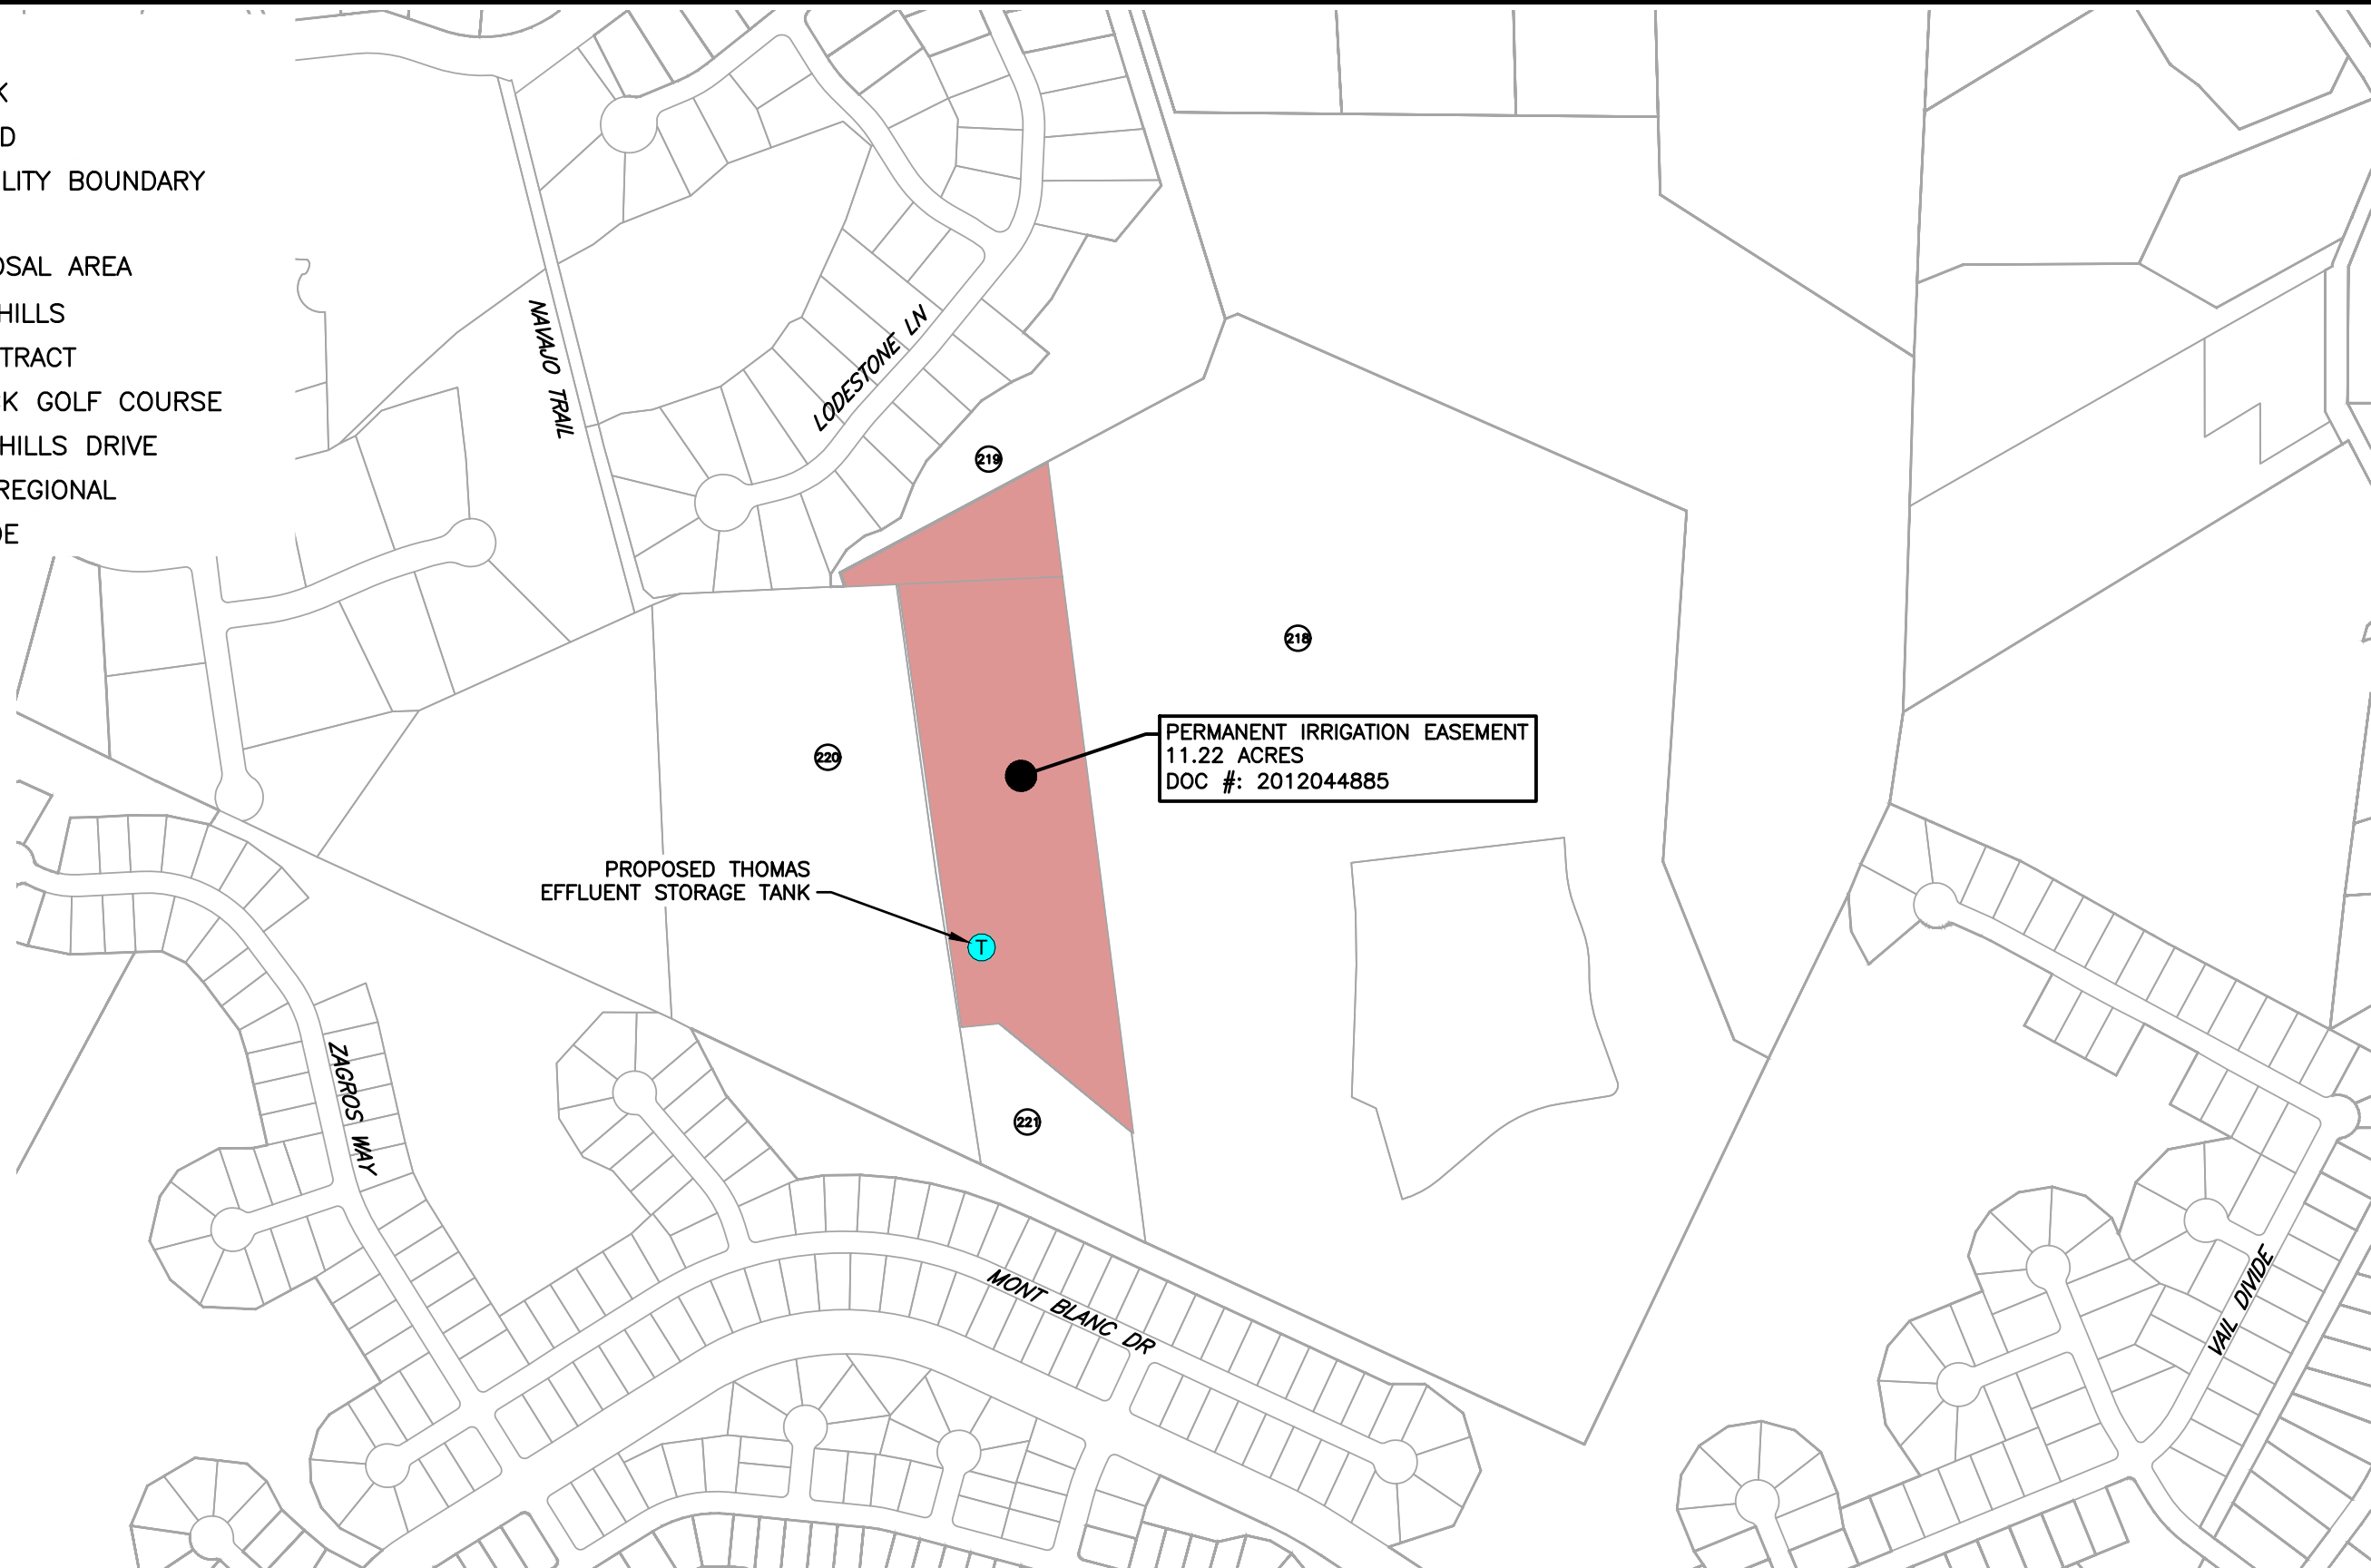 K
D
LITY BOUNDARY
OSAL AREA
HILLS
TRACT
CK GOLF COURSE
HILLS DRIVE
REGIONAL
DE
NAVAJO TRAIL
LODESTONE LN
219
218
220
PERMANENT IRRIGATION EASEMENT
11.22 ACRES
DOC #: 2012044885
PROPOSED THOMAS
EFFLUENT STORAGE TANK
T
221
ZAGROS WAY
MONT BLANC DR
VAIL DIVIDE